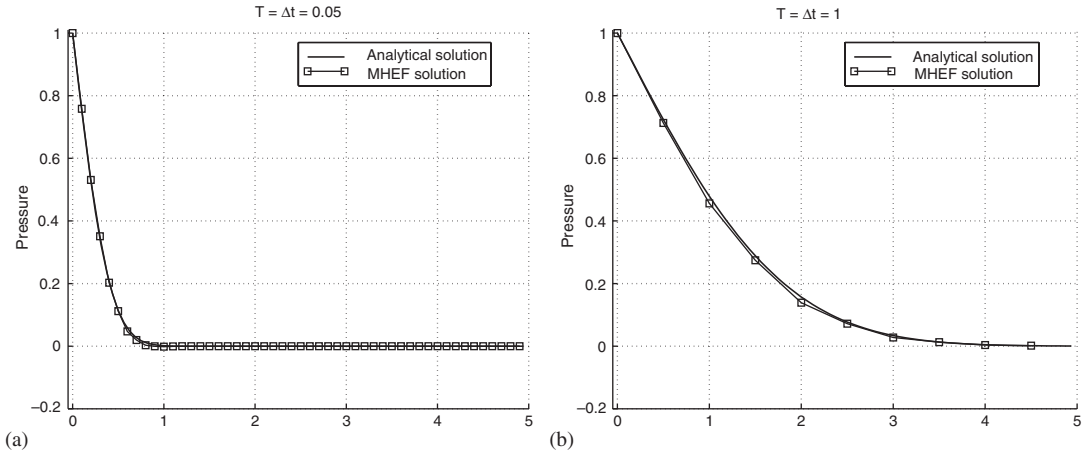 T = Δt = 0.05
1
0.8
0.6
0.4
0.2
0
–0.2
Pressure
Analytical solution
MHEF solution
0 1 2 3 4 5
(a)
T = Δt = 1
1
0.8
0.6
0.4
0.2
0
–0.2
Pressure
Analytical solution
MHEF solution
0 1 2 3 4 5
(b)